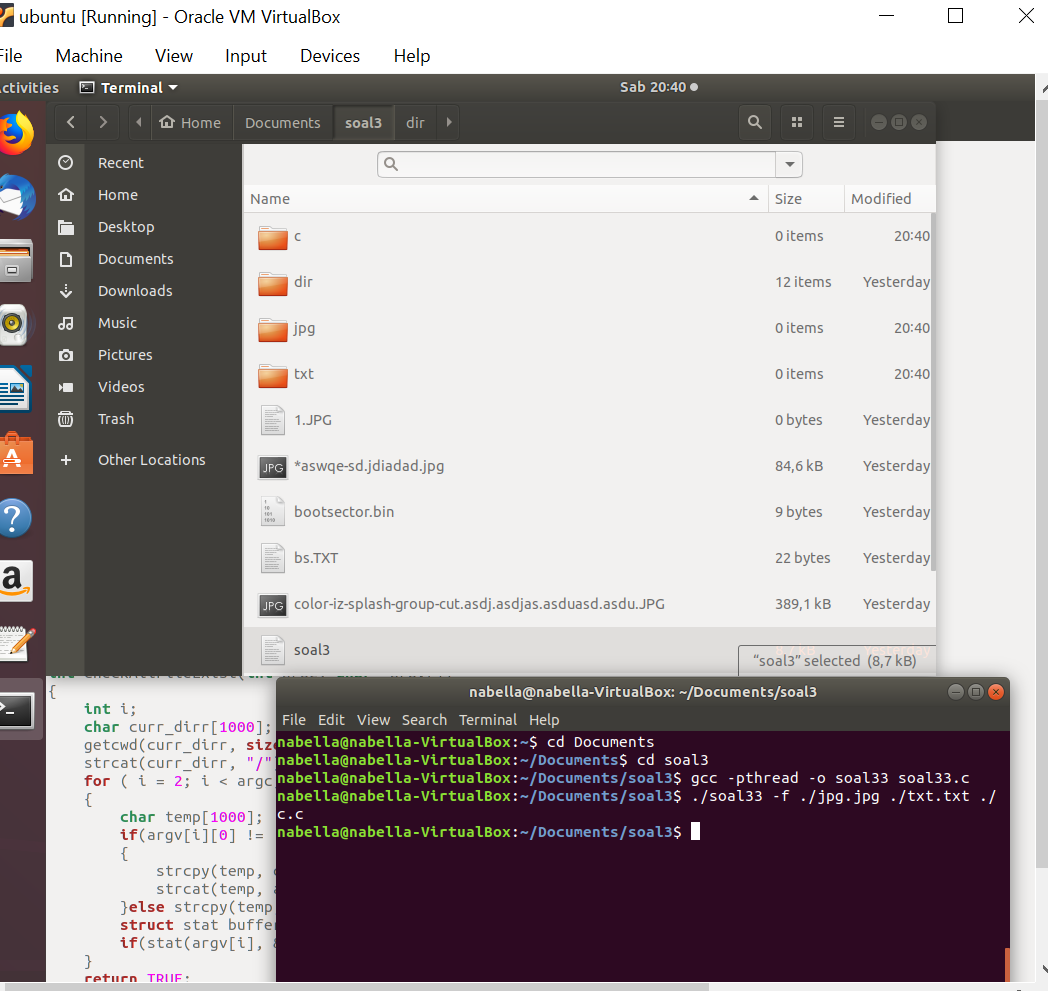 ubuntu [Running] - Oracle VM VirtualBox
File Machine View Input Devices Help
Activities Terminal Sab 20:40
Home Documents soal3 dir
Recent
Home
Desktop
Documents
Downloads
Music
Pictures
Videos
Trash
+ Other Locations
Name Size Modified
c 0 items 20:40
dir 12 items Yesterday
jpg 0 items 20:40
txt 0 items 20:40
1.JPG 0 bytes Yesterday
JPG *aswqe-sd.jdiadad.jpg 84,6 kB Yesterday
bootsector.bin 9 bytes Yesterday
bs.TXT 22 bytes Yesterday
JPG color-iz-splash-group-cut.asdj.asdjas.asduasd.asdu.JPG 389,1 kB Yesterday
soal3
“soal3” selected (8,7 kB)
{
int i;
char curr_dirr[1000];
getcwd(curr_dirr, siz
strcat(curr_dirr, "/"
for ( i = 2; i < argc
{
char temp[1000];
if(argv[i][0] !=
{
strcpy(temp,
strcat(temp,
}else strcpy(temp
struct stat buffe
if(stat(argv[i],
}
return TRUE;
nabella@nabella-VirtualBox: ~/Documents/soal3
File Edit View Search Terminal Help
nabella@nabella-VirtualBox:~$ cd Documents
nabella@nabella-VirtualBox:~/Documents$ cd soal3
nabella@nabella-VirtualBox:~/Documents/soal3$ gcc -pthread -o soal33 soal33.c
nabella@nabella-VirtualBox:~/Documents/soal3$ ./soal33 -f ./jpg.jpg ./txt.txt ./
c.c
nabella@nabella-VirtualBox:~/Documents/soal3$